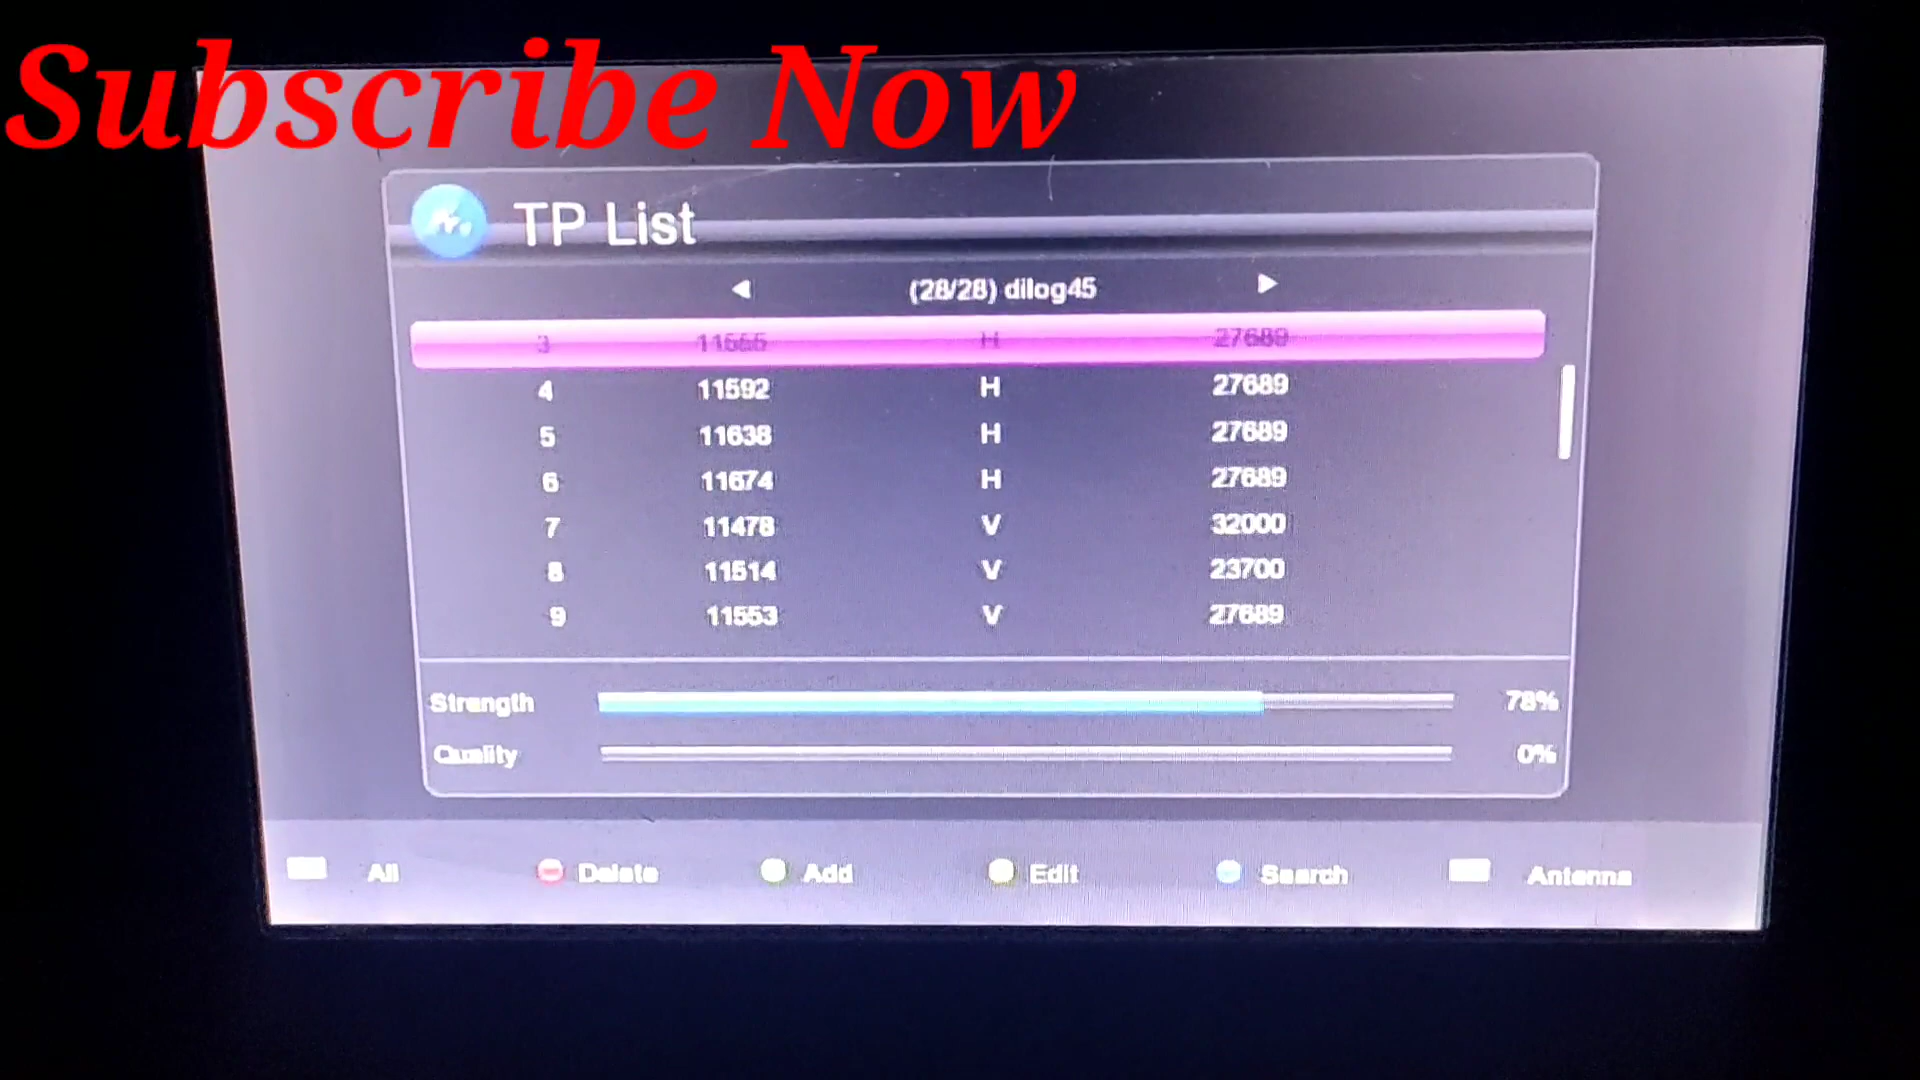 Subscribe Now
TP List
(28/28) dilog45
3 11555 H 27689
4 11592 H 27689
5 11638 H 27689
6 11674 H 27689
7 11478 V 32000
8 11514 V 23700
9 11553 V 27689
Strength 78%
Quality 0%
All Delete Add Edit Search Antenna